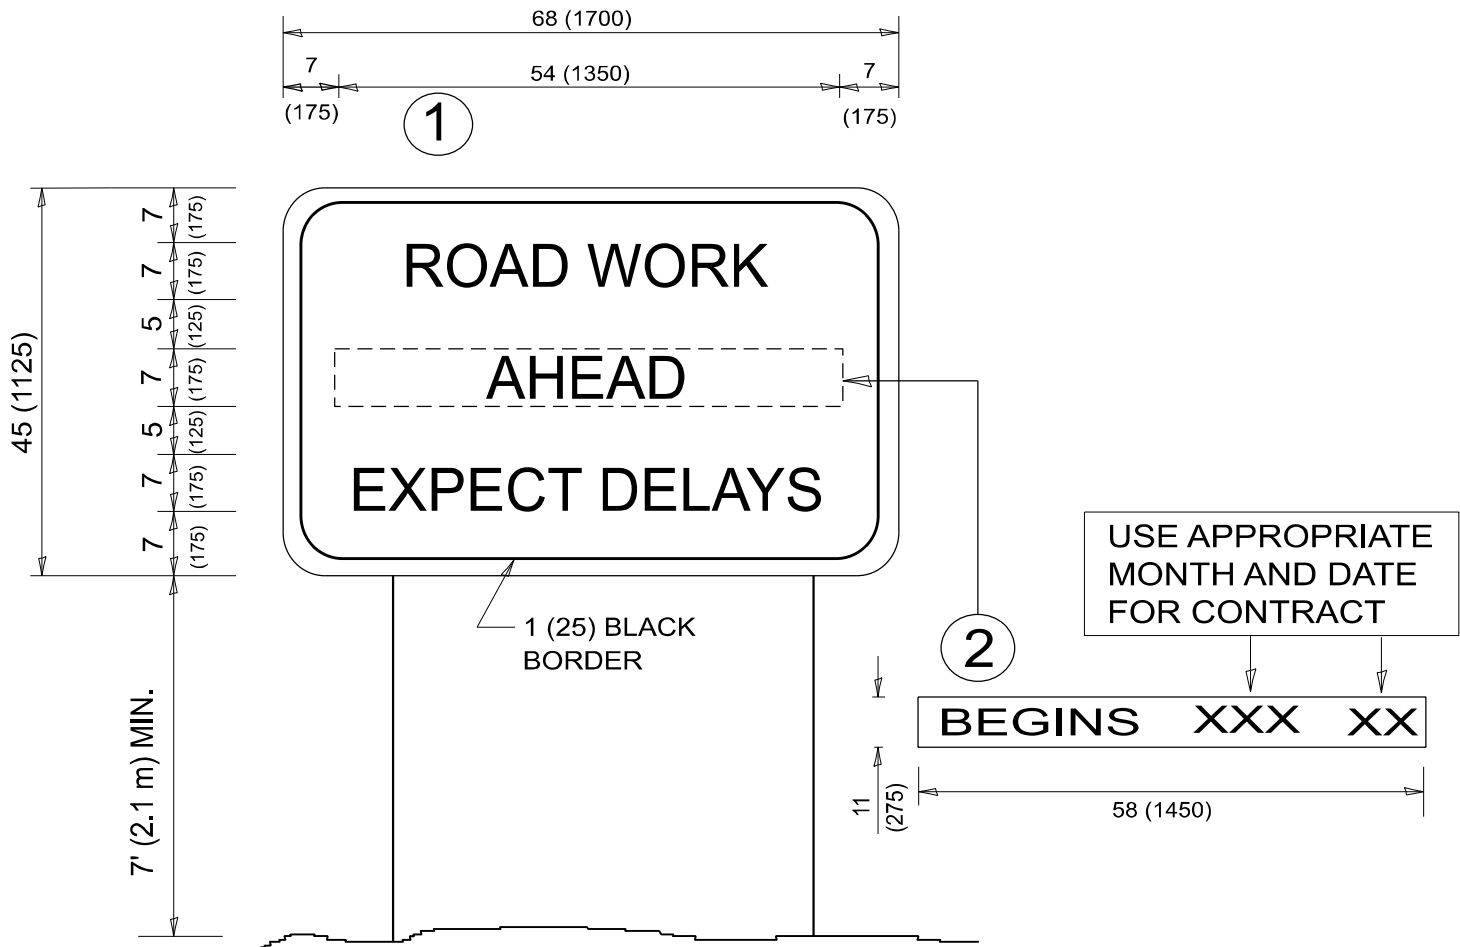 68 (1700)
7
54 (1350)
7
(175)
(175)
1
7
(175)
7
(175)
5
(125)
7
(175)
5
(125)
7
(175)
7
(175)
45 (1125)
ROAD WORK
AHEAD
EXPECT DELAYS
1 (25) BLACK
BORDER
7' (2.1 m) MIN.
USE APPROPRIATE
MONTH AND DATE
FOR CONTRACT
2
BEGINS XXX XX
11
(275)
58 (1450)